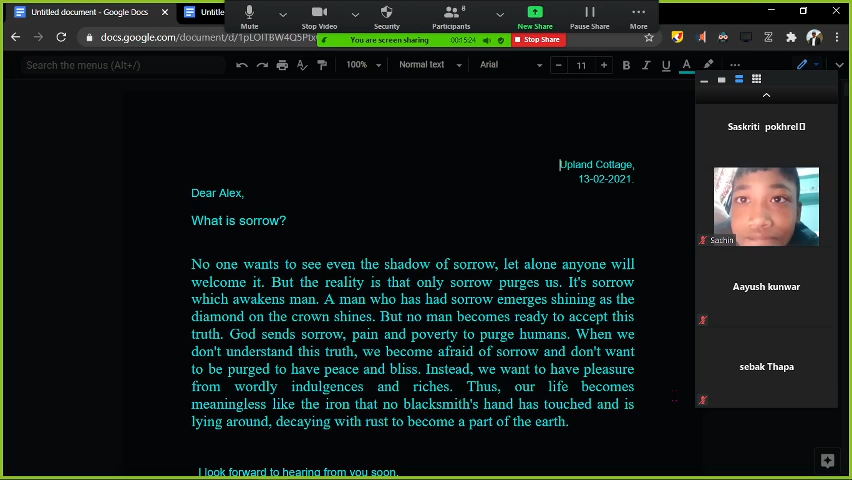 Untitled document - Google Docs
Untitled
Mute
Stop Video
Security
Participants
8
New Share
Pause Share
More
You are screen sharing
00:15:24
Stop Share
Search the menus (Alt+/)
100%
Normal text
Arial
11
B
I
U
A
Saskriti pokhrel
Sachin
Aayush kunwar
sebak Thapa
Upland Cottage,
13-02-2021.
Dear Alex,
What is sorrow?
No one wants to see even the shadow of sorrow, let alone anyone will
welcome it. But the reality is that only sorrow purges us. It's sorrow
which awakens man. A man who has had sorrow emerges shining as the
diamond on the crown shines. But no man becomes ready to accept this
truth. God sends sorrow, pain and poverty to purge humans. When we
don't understand this truth, we become afraid of sorrow and don't want
to be purged to have peace and bliss. Instead, we want to have pleasure
from wordly indulgences and riches. Thus, our life becomes
meaningless like the iron that no blacksmith's hand has touched and is
lying around, decaying with rust to become a part of the earth.
I look forward to hearing from you soon.